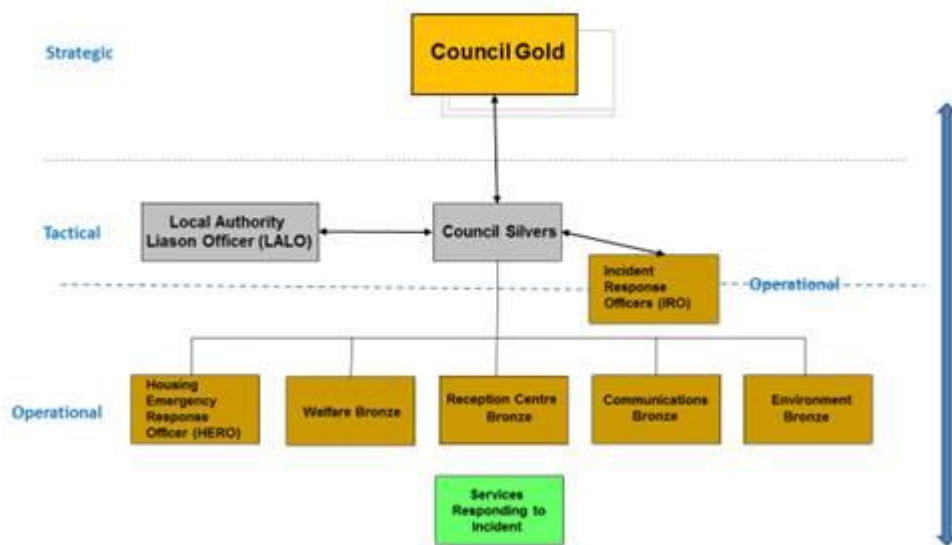 Strategic
Council Gold
Tactical
Local Authority
Liason Officer (LALO)
Council Silvers
Incident
Response
Officers (IRO)
Operational
Operational
Housing
Emergency
Response
Officer (HERO)
Welfare Bronze
Reception Centre
Bronze
Communications
Bronze
Environment
Bronze
Services
Responding to
Incident